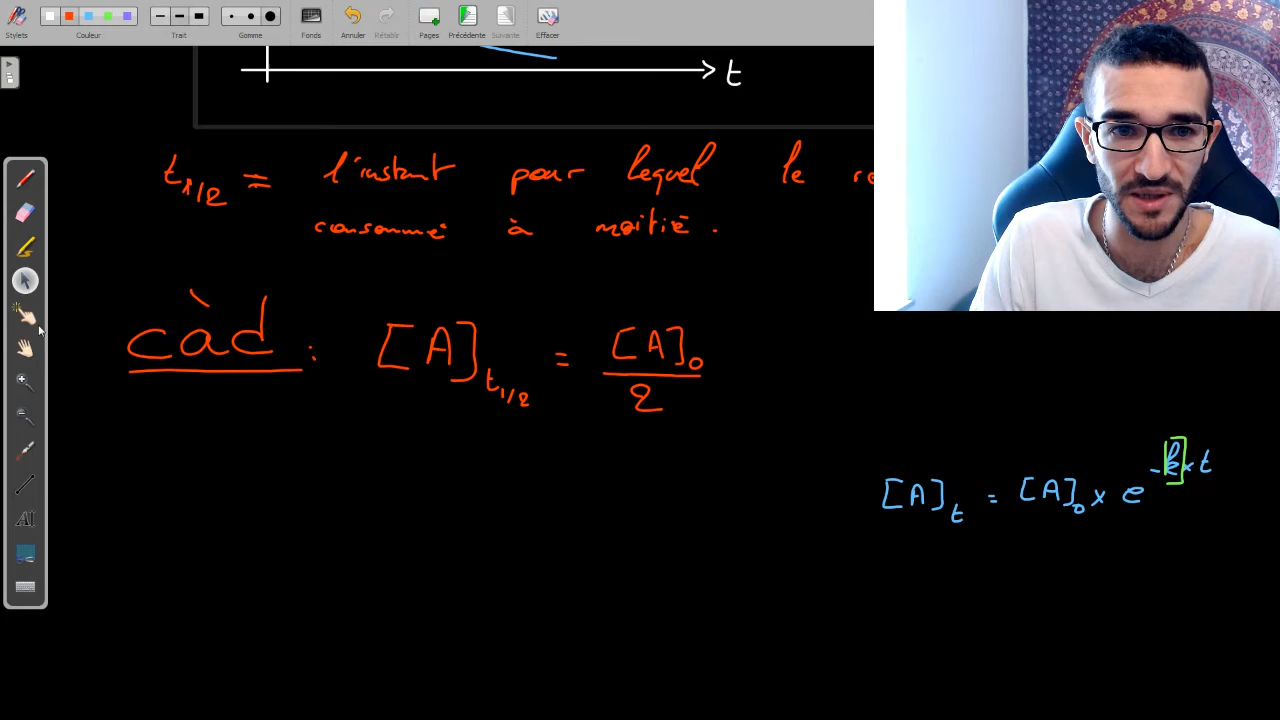 Stylets Couleur Trait Gomme Fonds Annuler Rétablir Pages Précédente Suivante Effacer
t
t1/2 = l'instant pour lequel le
consommé à moitié.
càd : [A]t1/2 = [A]0 / 2
[A]t = [A]0 × e^-k×t
AI